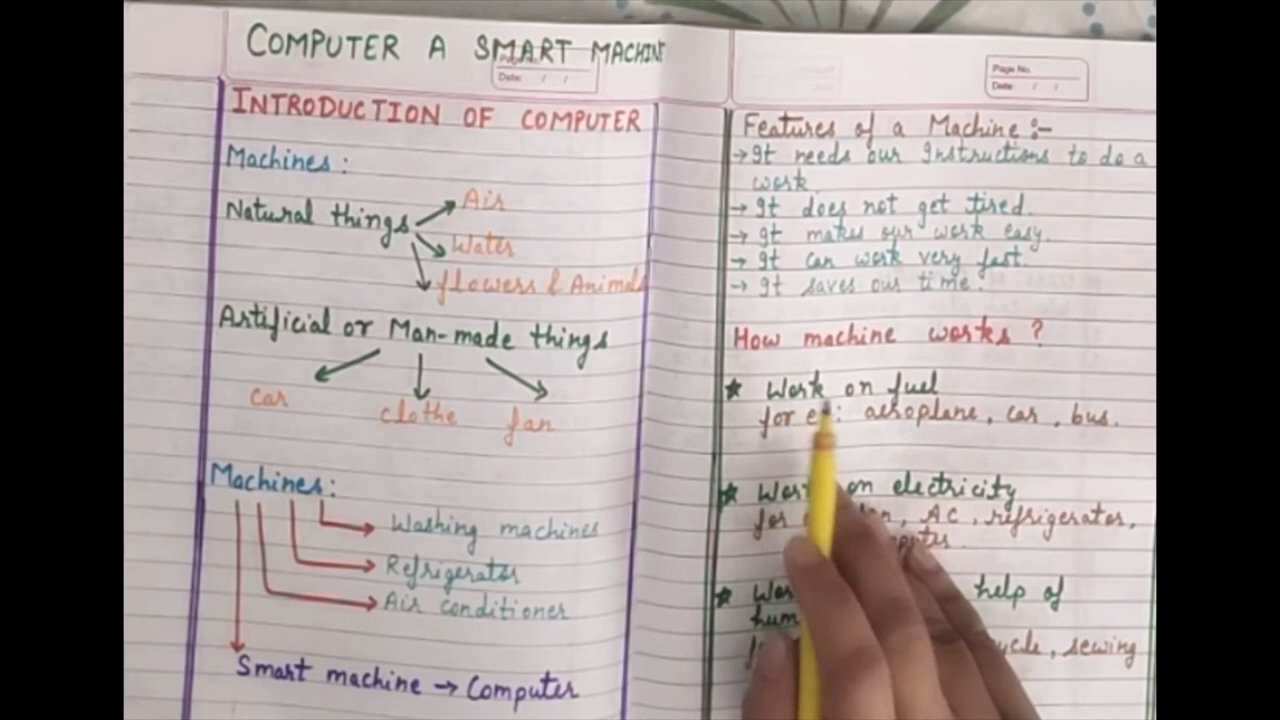 COMPUTER A SMART MACHINE
Date: / /
INTRODUCTION OF COMPUTER
Machines :
Natural things
Air
Water
flowers & Animals
Artificial or Man-made things
car
clothe
fan
Machines :
Washing machines
Refrigerator
Air conditioner
Smart machine → Computer
Page No.
Date: / /
Features of a Machine :-
→ It needs our Instructions to do a
work.
→ It does not get tired.
→ It makes our work easy.
→ It can work very fast.
→ It saves our time.
How machine works ?
★ Work on fuel
for eg: aeroplane, car, bus.
★ Work on electricity
for fan, AC, refrigerator,
★ help of
sewing